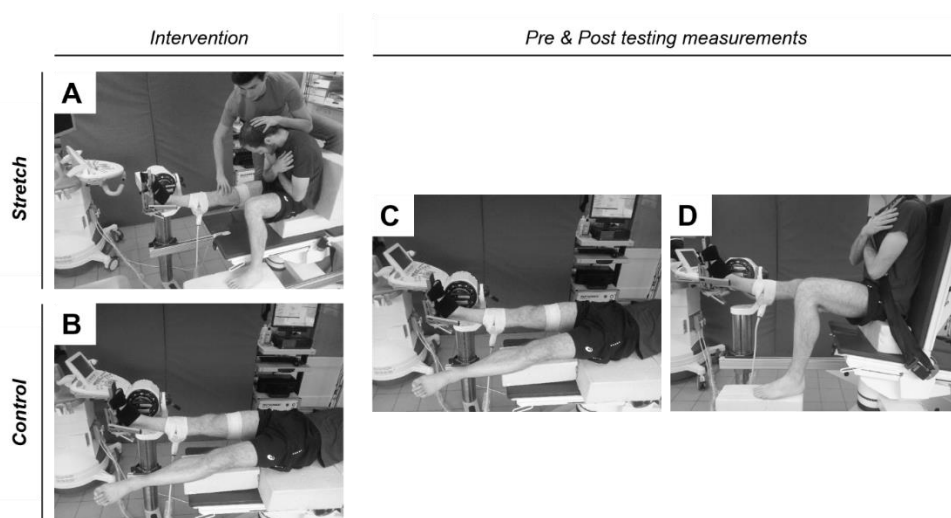 Intervention
Pre & Post testing measurements
Stretch
A
C
D
Control
B